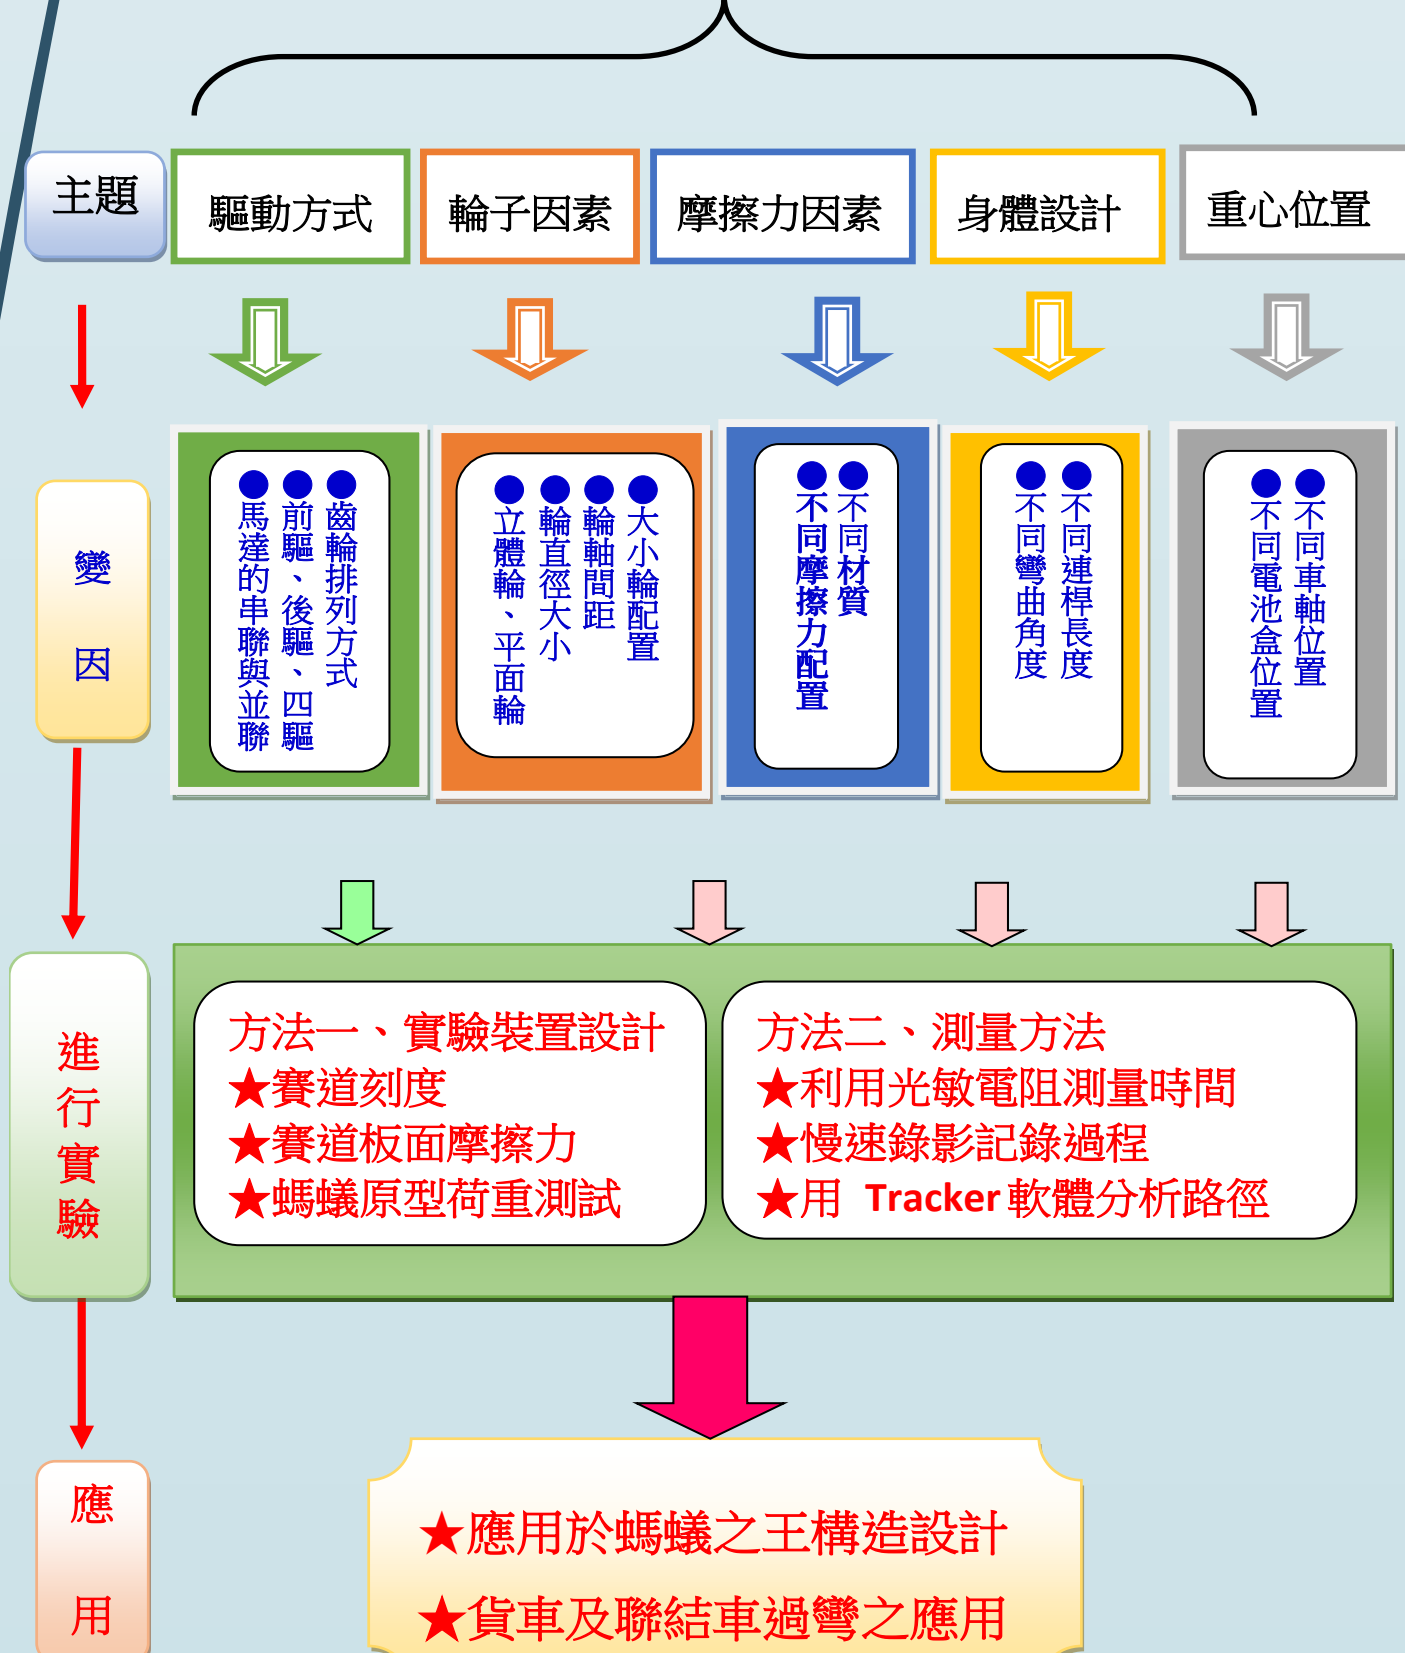 主題
驅動方式
輪子因素
摩擦力因素
身體設計
重心位置
變
因
●齒輪排列方式
●前驅、後驅、四驅
●馬達的串聯與並聯
●大小輪配置
●輪軸間距
●輪直徑大小
●立體輪、平面輪
●不同材質
●不同摩擦力配置
●不同連桿長度
●不同彎曲角度
●不同車軸位置
●不同電池盒位置
進
行
實
驗
方法一、實驗裝置設計
★賽道刻度
★賽道板面摩擦力
★螞蟻原型荷重測試
方法二、測量方法
★利用光敏電阻測量時間
★慢速錄影記錄過程
★用 Tracker 軟體分析路徑
應
用
★應用於螞蟻之王構造設計
★貨車及聯結車過彎之應用